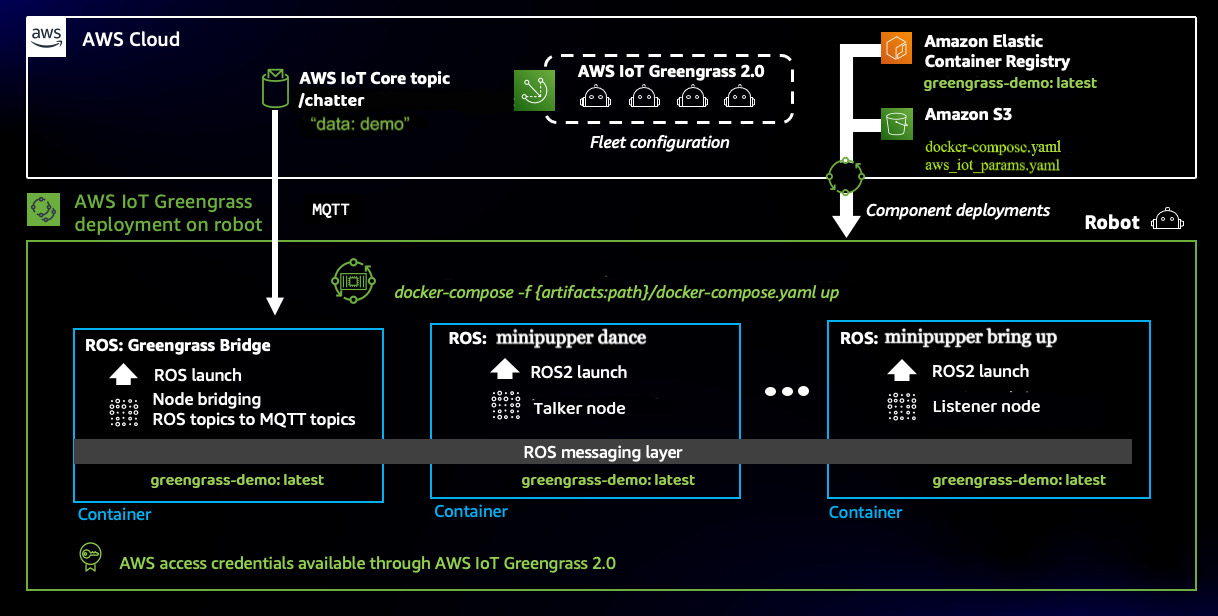 aws
AWS Cloud
AWS IoT Core topic
/chatter
“data: demo”
AWS IoT Greengrass 2.0
Fleet configuration
Amazon Elastic
Container Registry
greengrass-demo: latest
Amazon S3
docker-compose.yaml
aws_iot_params.yaml
AWS IoT Greengrass
deployment on robot
MQTT
Component deployments
Robot
docker-compose -f {artifacts:path}/docker-compose.yaml up
ROS: Greengrass Bridge
ROS launch
Node bridging
ROS topics to MQTT topics
ROS: minipupper dance
ROS2 launch
Talker node
ROS: minipupper bring up
ROS2 launch
Listener node
ROS messaging layer
greengrass-demo: latest
greengrass-demo: latest
greengrass-demo: latest
Container
Container
Container
AWS access credentials available through AWS IoT Greengrass 2.0